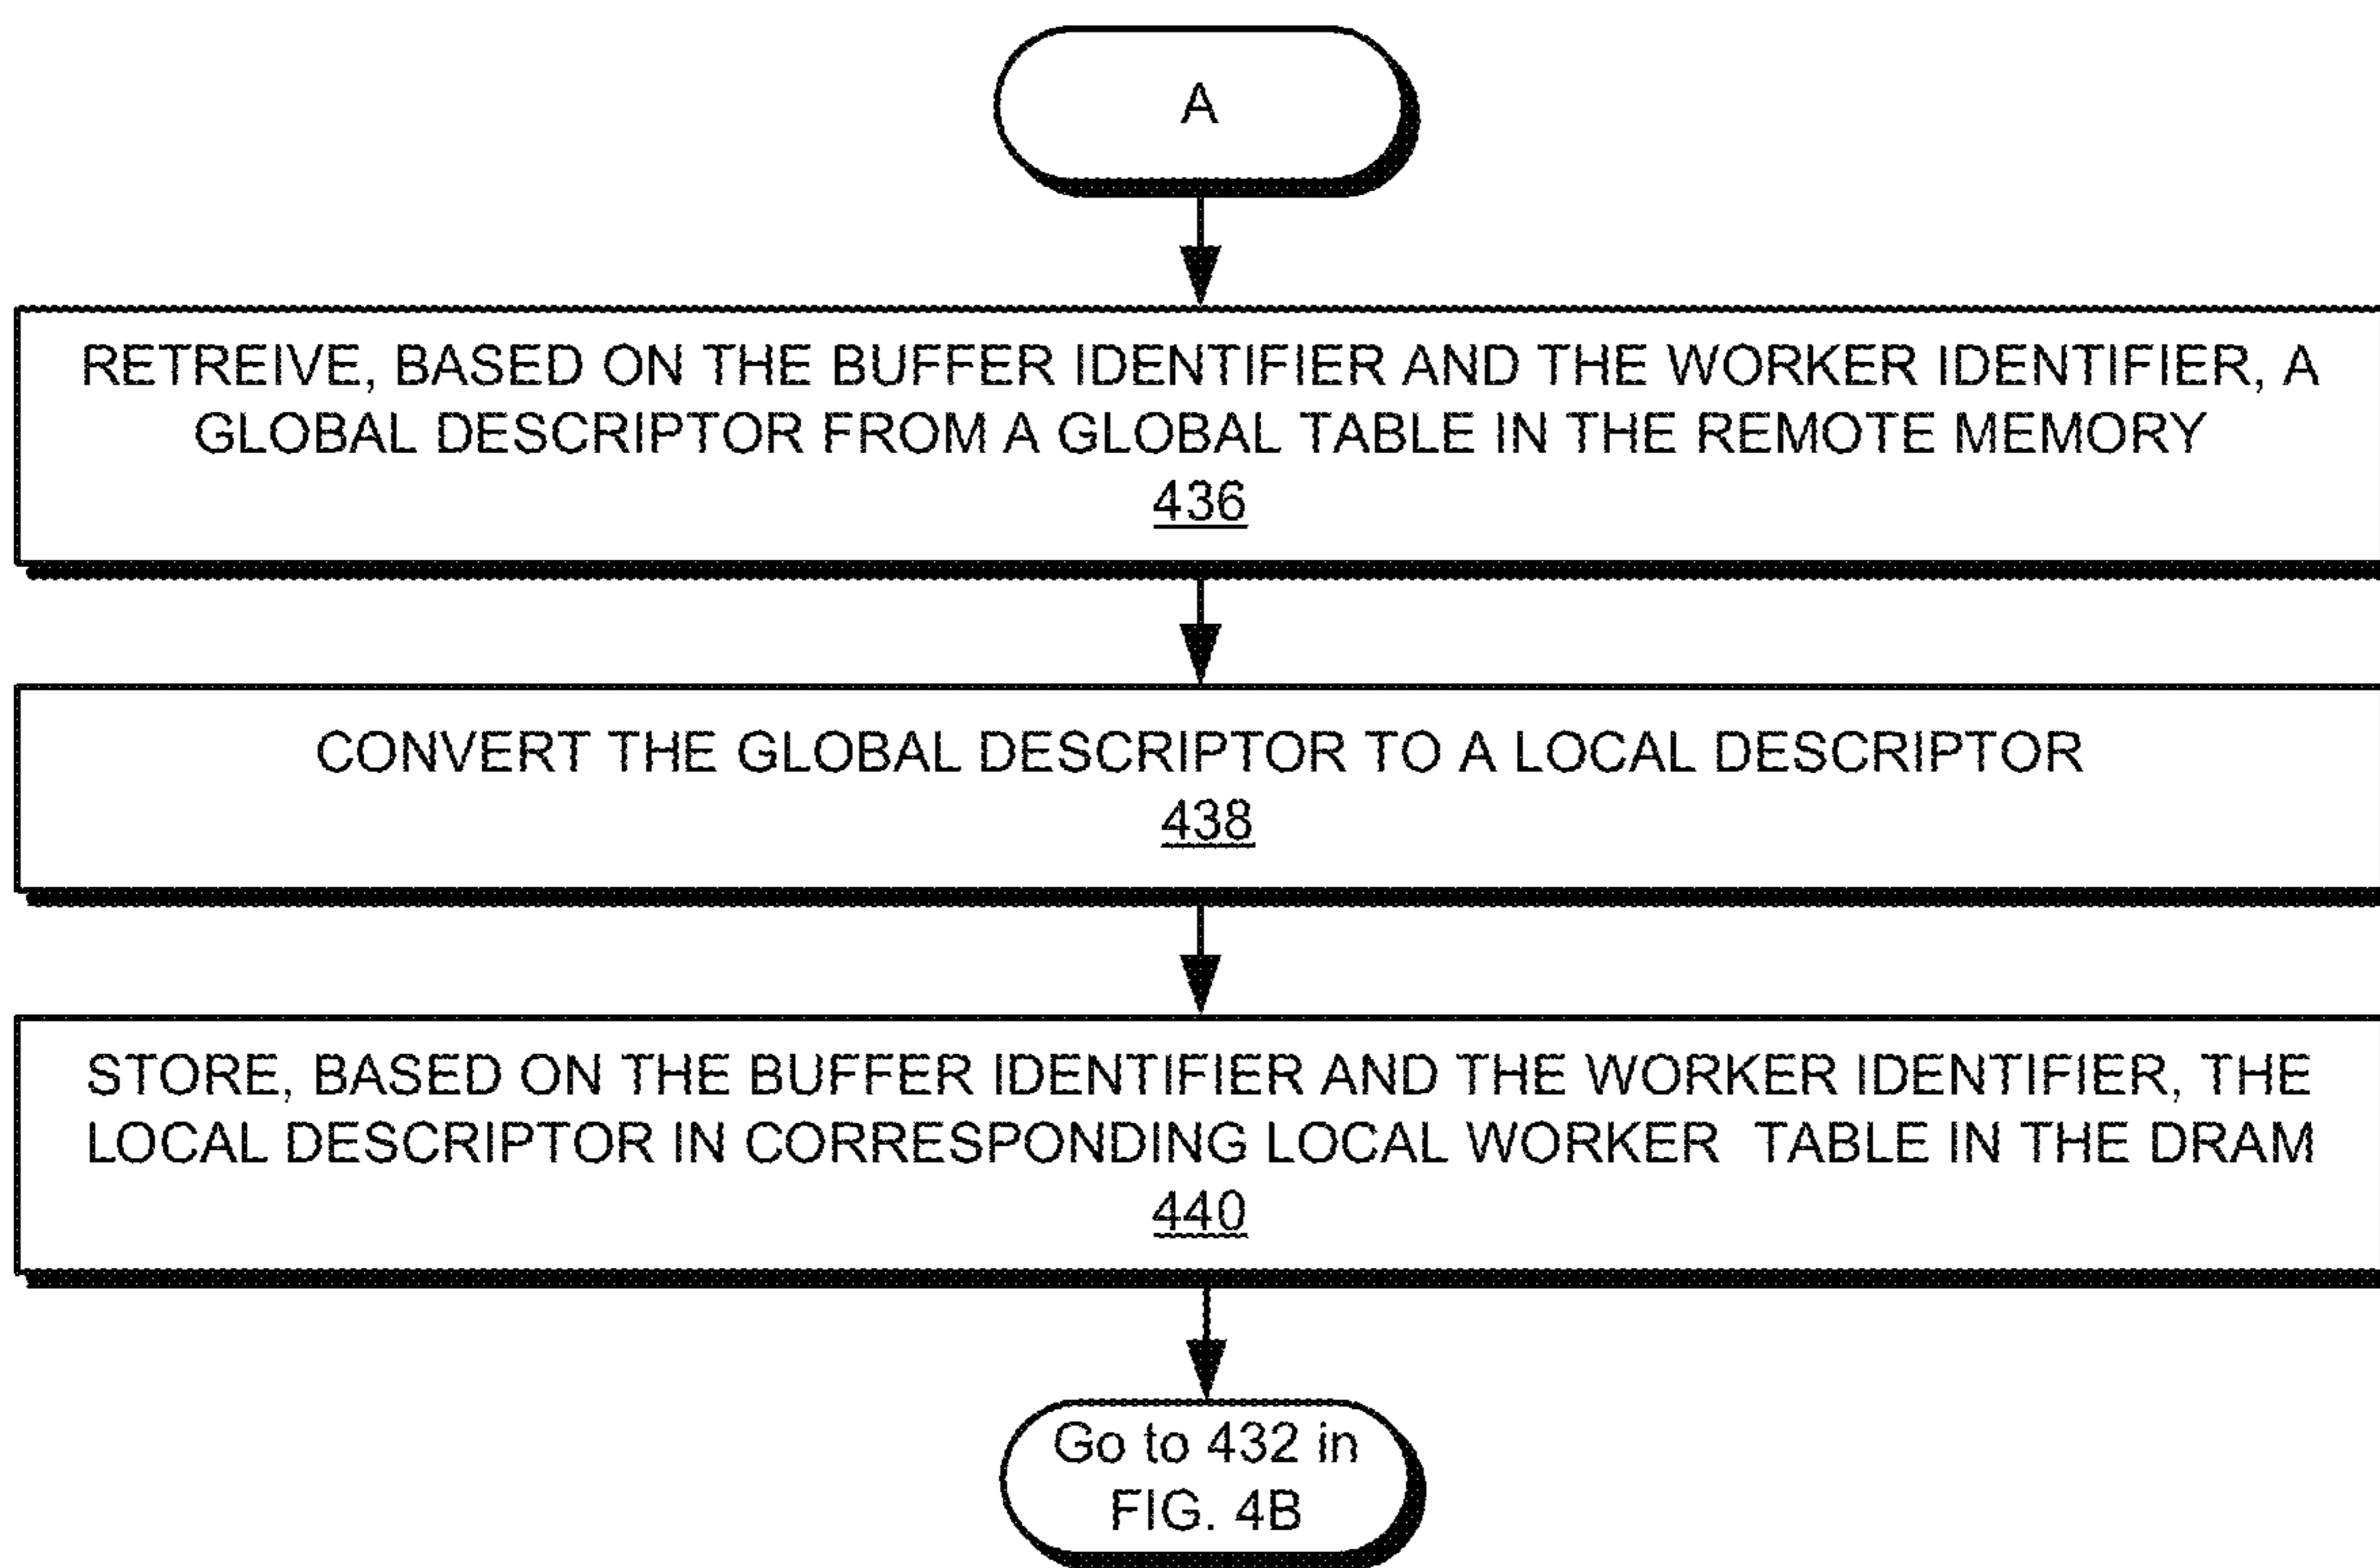 A
RETREIVE, BASED ON THE BUFFER IDENTIFIER AND THE WORKER IDENTIFIER, A
GLOBAL DESCRIPTOR FROM A GLOBAL TABLE IN THE REMOTE MEMORY
436
CONVERT THE GLOBAL DESCRIPTOR TO A LOCAL DESCRIPTOR
438
STORE, BASED ON THE BUFFER IDENTIFIER AND THE WORKER IDENTIFIER, THE
LOCAL DESCRIPTOR IN CORRESPONDING LOCAL WORKER TABLE IN THE DRAM
440
Go to 432 in
FIG. 4B